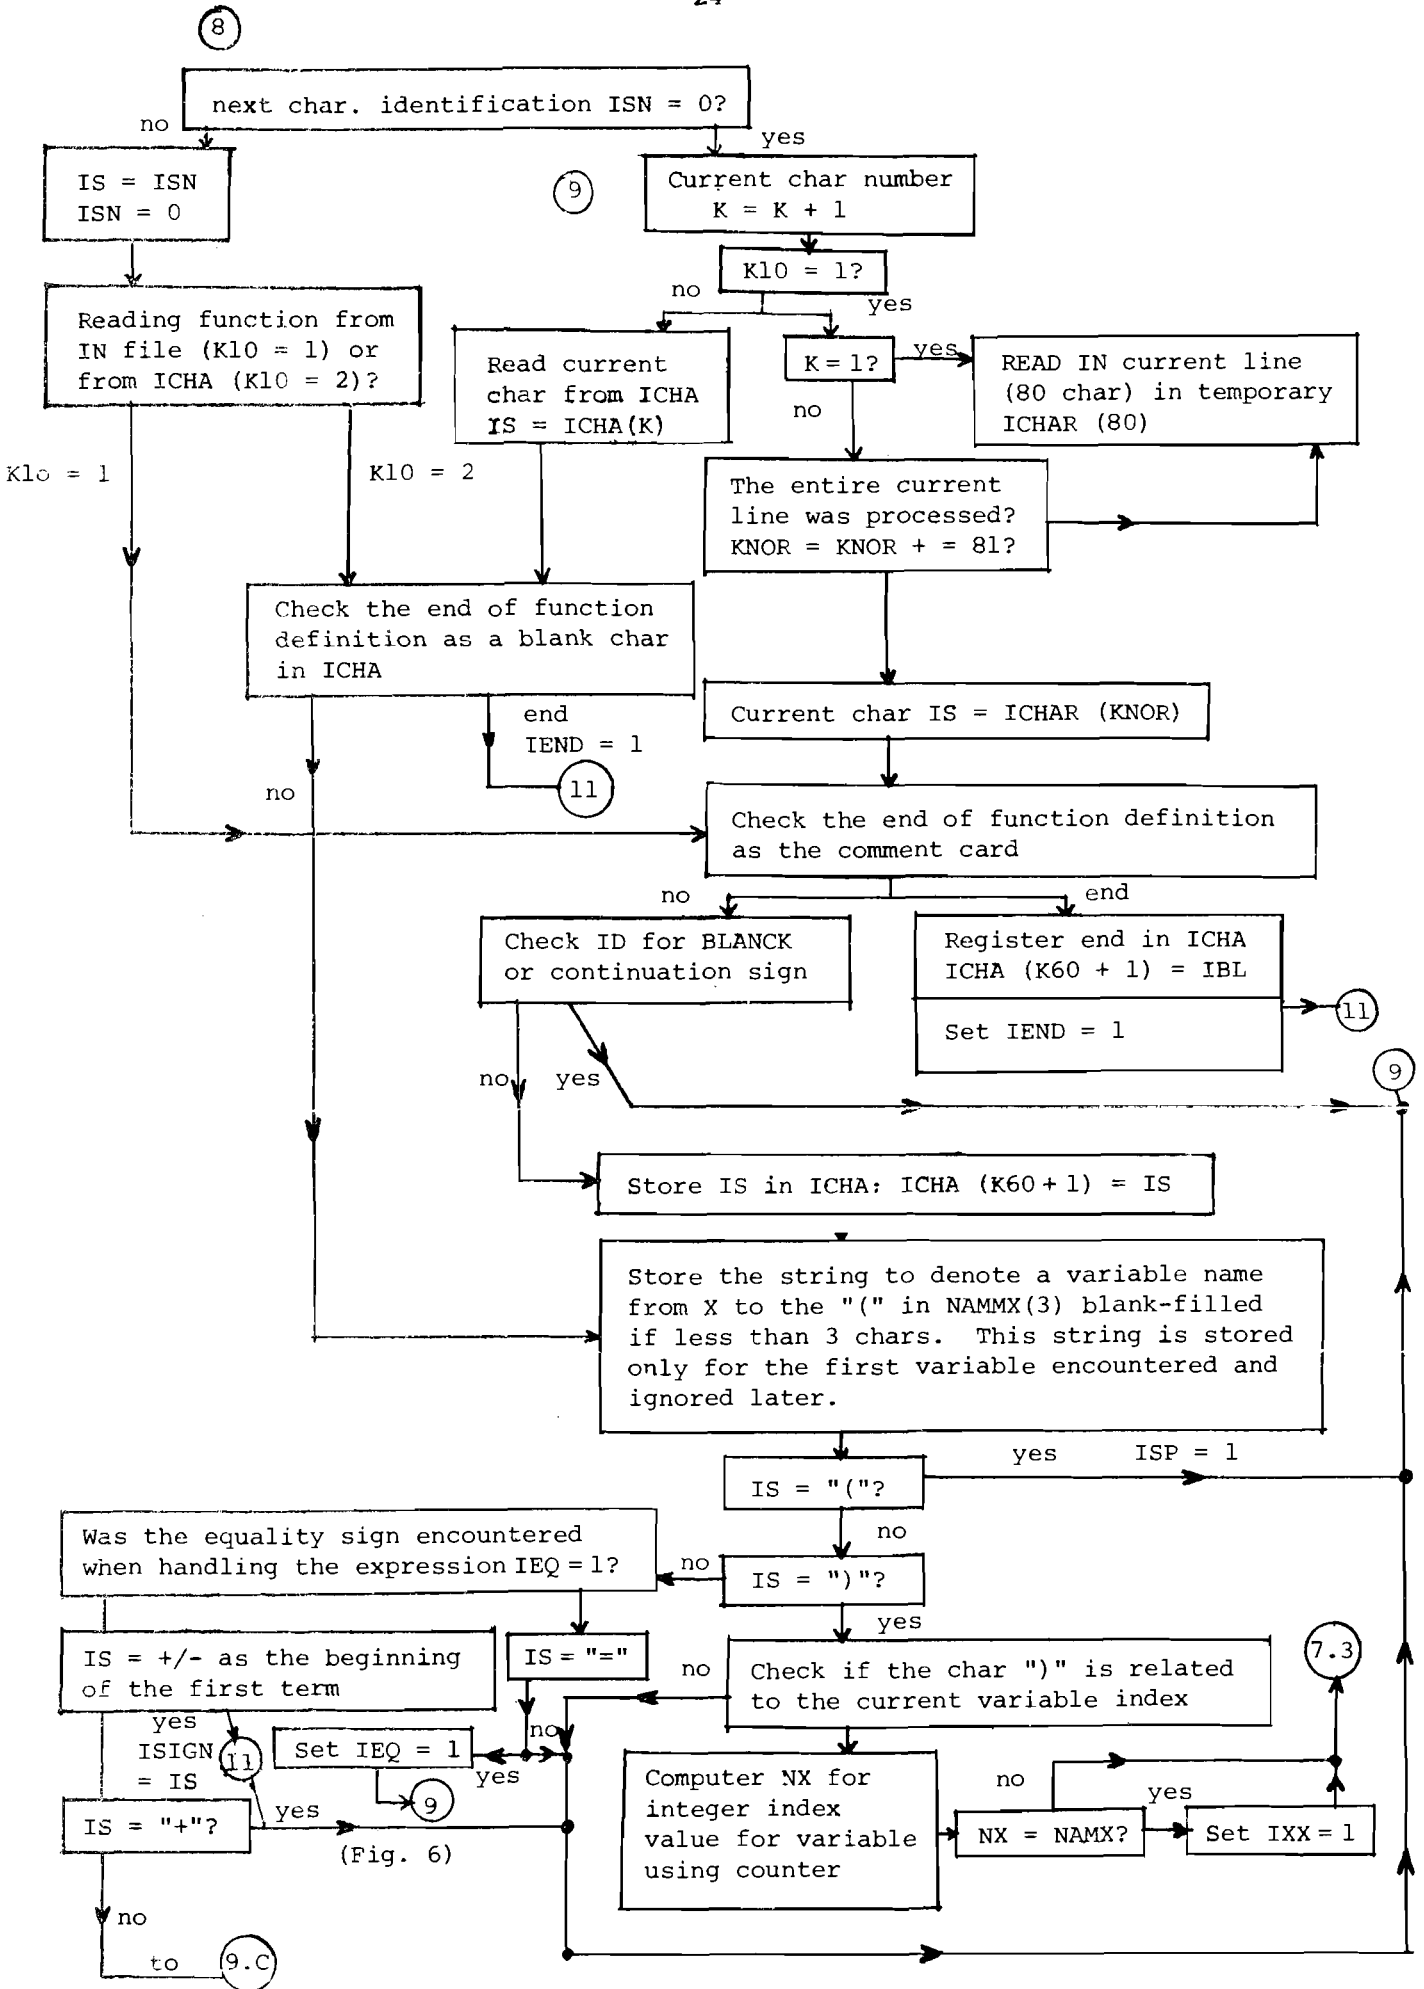 24
8
next char. identification ISN = 0?
no
yes
IS = ISN
ISN = 0
9
Current char number
K = K + 1
K10 = 1?
no
yes
Reading function from
IN file (K10 = 1) or
from ICHA (K10 = 2)?
Read current
char from ICHA
IS = ICHA(K)
K = 1?
yes
no
READ IN current line
(80 char) in temporary
ICHAR (80)
K10 = 1
K10 = 2
The entire current
line was processed?
KNOR = KNOR + = 81?
Check the end of function
definition as a blank char
in ICHA
end
IEND = 1
11
no
Current char IS = ICHAR (KNOR)
Check the end of function definition
as the comment card
no
end
Check ID for BLANCK
or continuation sign
Register end in ICHA
ICHA (K60 + 1) = IBL
Set IEND = 1
11
no
yes
9
Store IS in ICHA: ICHA (K60 + 1) = IS
Store the string to denote a variable name
from X to the "(" in NAMMX(3) blank-filled
if less than 3 chars. This string is stored
only for the first variable encountered and
ignored later.
yes ISP = 1
IS = "("?
no
Was the equality sign encountered
when handling the expression IEQ = 1?
no
IS = ")"?
yes
IS = +/- as the beginning
of the first term
IS = "="
no
Check if the char ")" is related
to the current variable index
7.3
yes
ISIGN
= IS
11
Set IEQ = 1
no
yes
9
Computer NX for
integer index
value for variable
using counter
no
NX = NAMX?
yes
Set IXX = 1
IS = "+"?
yes
(Fig. 6)
no
to
9.C